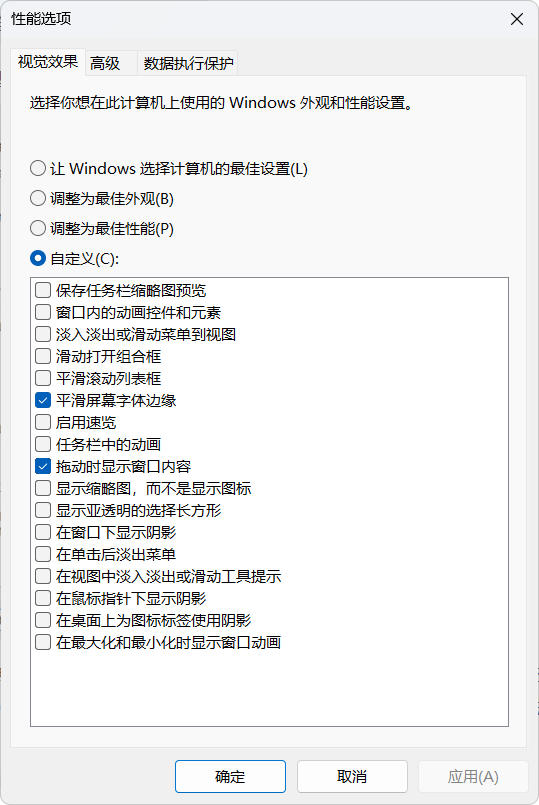 性能选项
视觉效果 高级 数据执行保护
选择你想在此计算机上使用的 Windows 外观和性能设置。
让 Windows 选择计算机的最佳设置(L)
调整为最佳外观(B)
调整为最佳性能(P)
自定义(C):
保存任务栏缩略图预览
窗口内的动画控件和元素
淡入淡出或滑动菜单到视图
滑动打开组合框
平滑滚动列表框
平滑屏幕字体边缘
启用速览
任务栏中的动画
拖动时显示窗口内容
显示缩略图，而不是显示图标
显示亚透明的选择长方形
在窗口下显示阴影
在单击后淡出菜单
在视图中淡入淡出或滑动工具提示
在鼠标指针下显示阴影
在桌面上为图标标签使用阴影
在最大化和最小化时显示窗口动画
确定 取消 应用(A)